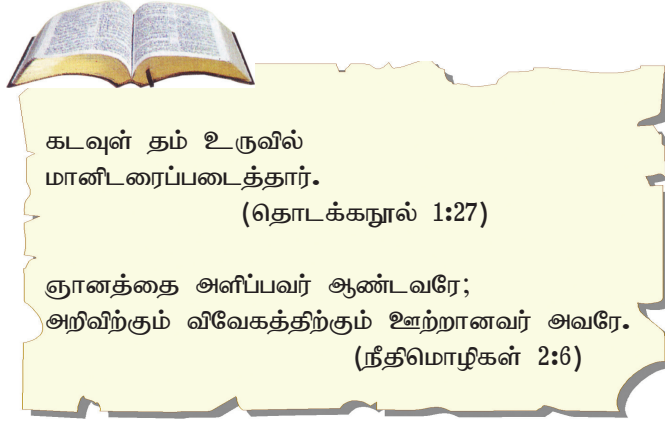 கடவுள் தம் உருவில்
மானிடரைப்படைத்தார்.
(தொடக்கநூல் 1:27)
ஞானத்தை அளிப்பவர் ஆண்டவரே;
அறிவிற்கும் விவேகத்திற்கும் ஊற்றானவர் அவரே.
(நீதிமொழிகள் 2:6)